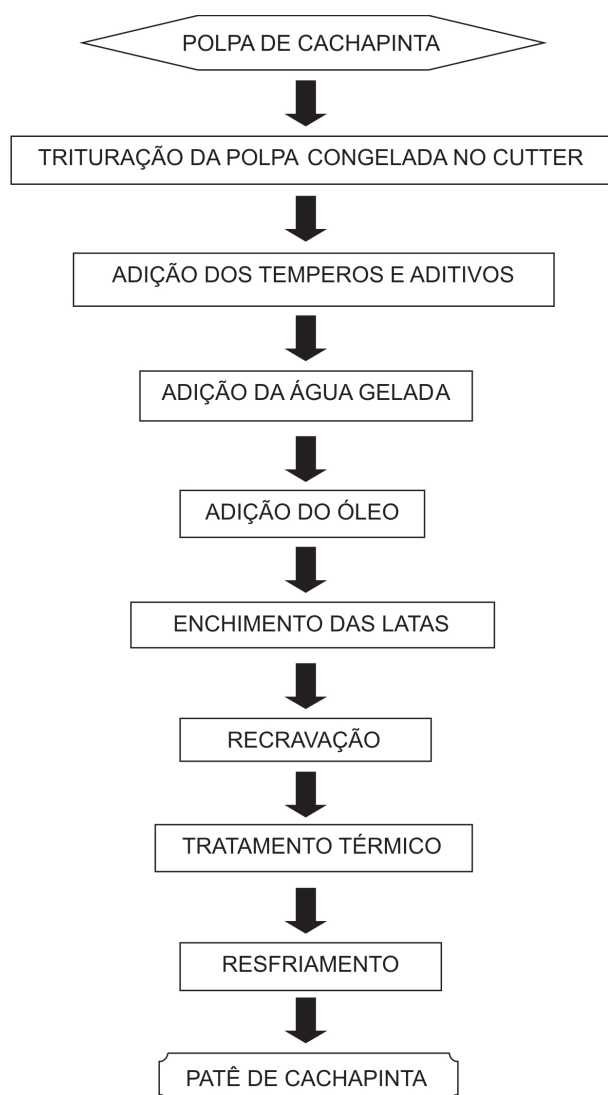 POLPA DE CACHAPINTA
TRITURAÇÃO DA POLPA CONGELADA NO CUTTER
ADIÇÃO DOS TEMPEROS E ADITIVOS
ADIÇÃO DA ÁGUA GELADA
ADIÇÃO DO ÓLEO
ENCHIMENTO DAS LATAS
RECRAVAÇÃO
TRATAMENTO TÉRMICO
RESFRIAMENTO
PATÊ DE CACHAPINTA